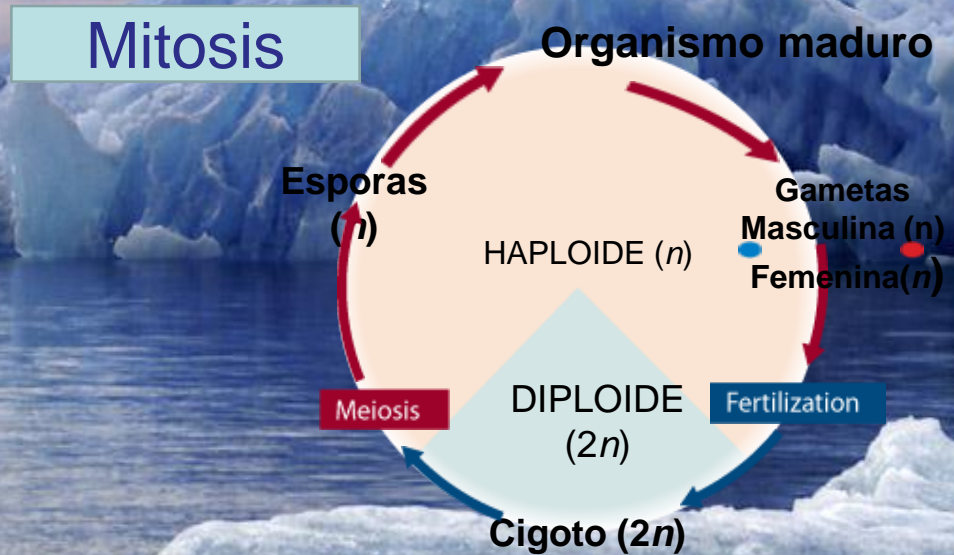 Mitosis
Organismo maduro
Esporas
(n)
Gametas
Masculina (n)
Femenina(n)
HAPLOIDE (n)
DIPLOIDE
(2n)
Meiosis
Fertilization
Cigoto (2n)